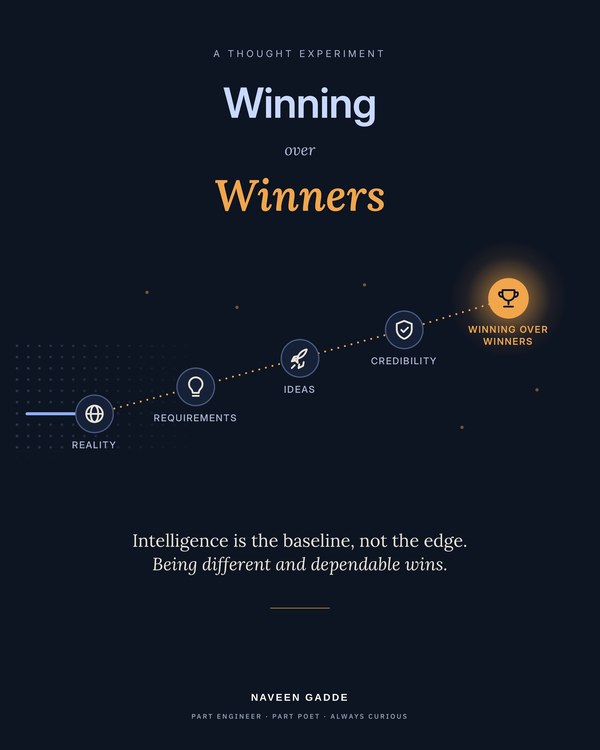 A THOUGHT EXPERIMENT
Winning
over
Winners
WINNING OVER
WINNERS
CREDIBILITY
IDEAS
REQUIREMENTS
REALITY
Intelligence is the baseline, not the edge.
Being different and dependable wins.
NAVEEN GADDE
PART ENGINEER · PART POET · ALWAYS CURIOUS